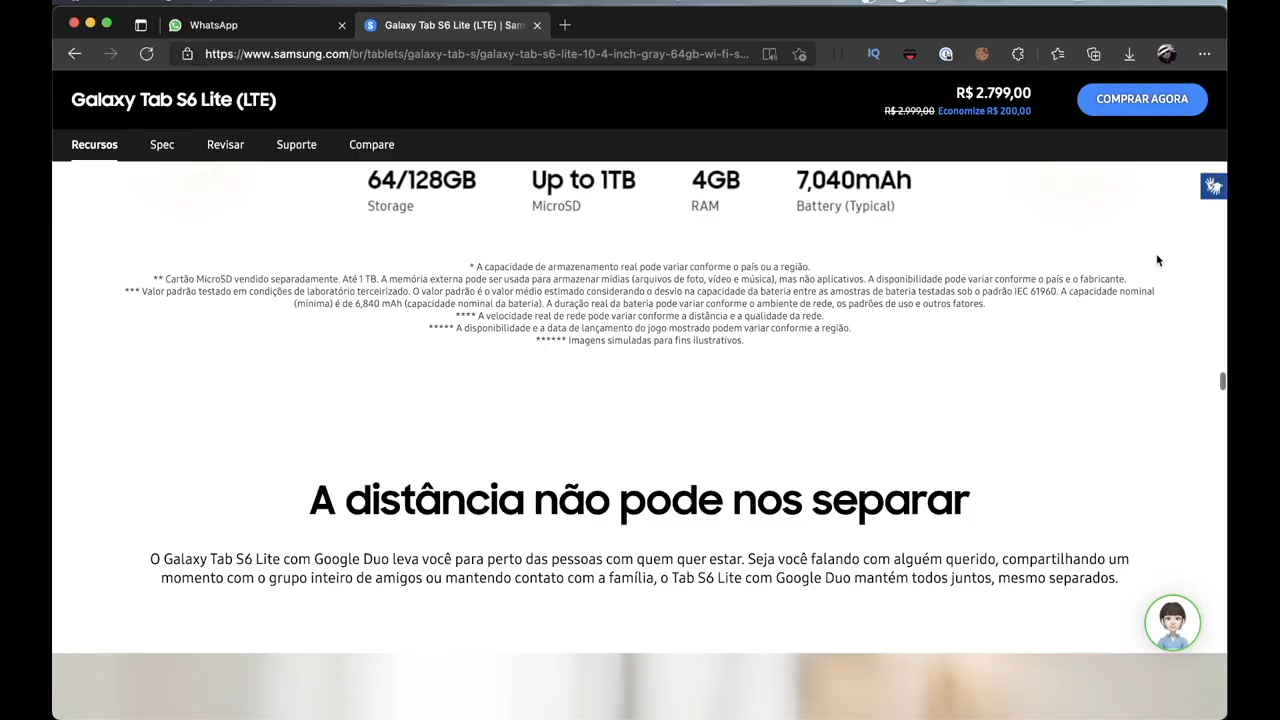 WhatsApp
Galaxy Tab S6 Lite (LTE) | Sam
https://www.samsung.com/br/tablets/galaxy-tab-s/galaxy-tab-s6-lite-10-4-inch-gray-64gb-wi-fi-s...
IQ
Galaxy Tab S6 Lite (LTE)
R$ 2.799,00
R$ 2.999,00 Economize R$ 200,00
COMPRAR AGORA
Recursos Spec Revisar Suporte Compare
64/128GB Up to 1TB 4GB 7,040mAh
Storage MicroSD RAM Battery (Typical)
* A capacidade de armazenamento real pode variar conforme o país ou a região.
** Cartão MicroSD vendido separadamente. Até 1 TB. A memória externa pode ser usada para armazenar mídias (arquivos de foto, vídeo e música), mas não aplicativos. A disponibilidade pode variar conforme o país e o fabricante.
*** Valor padrão testado em condições de laboratório terceirizado. O valor padrão é o valor médio estimado considerando o desvio na capacidade da bateria entre as amostras de bateria testadas sob o padrão IEC 61960. A capacidade nominal
(mínima) é de 6,840 mAh (capacidade nominal da bateria). A duração real da bateria pode variar conforme o ambiente de rede, os padrões de uso e outros fatores.
**** A velocidade real de rede pode variar conforme a distância e a qualidade da rede.
***** A disponibilidade e a data de lançamento do jogo mostrado podem variar conforme a região.
****** Imagens simuladas para fins ilustrativos.
A distância não pode nos separar
O Galaxy Tab S6 Lite com Google Duo leva você para perto das pessoas com quem quer estar. Seja você falando com alguém querido, compartilhando um
momento com o grupo inteiro de amigos ou mantendo contato com a família, o Tab S6 Lite com Google Duo mantém todos juntos, mesmo separados.